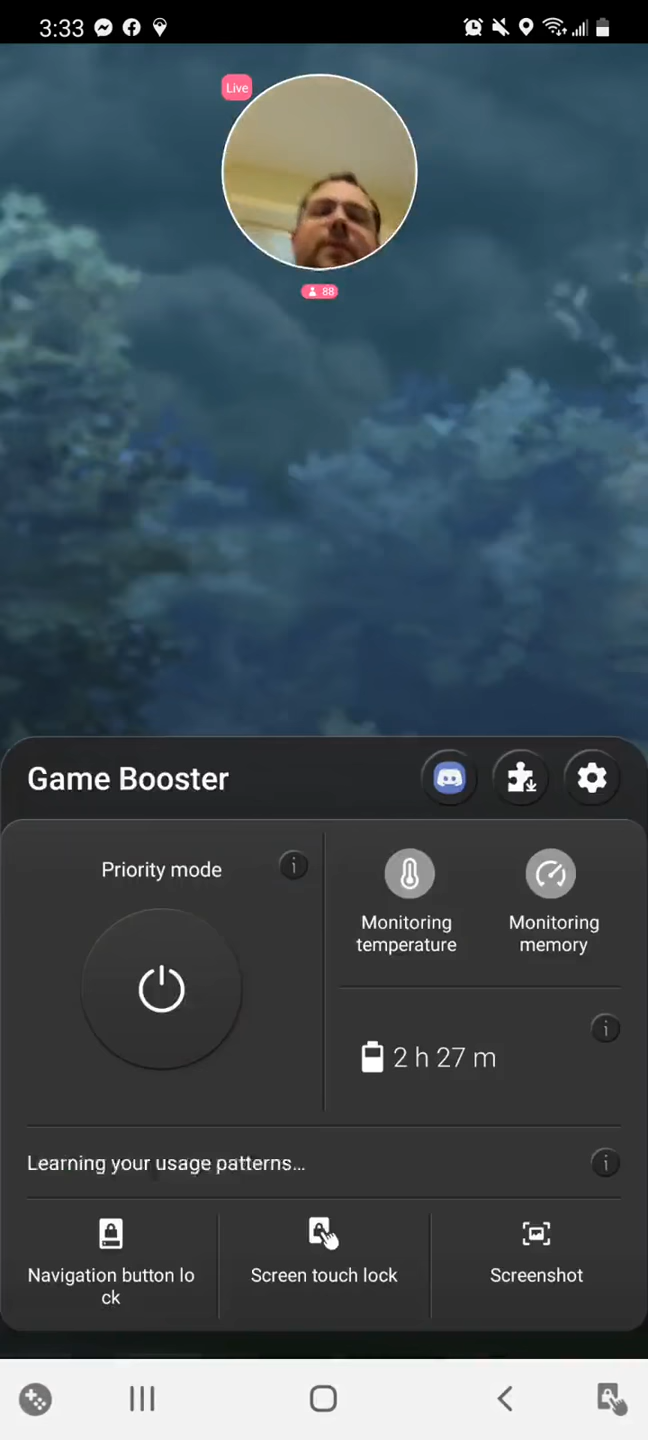 3:33
Live
88
Game Booster
Priority mode
Monitoring
temperature
Monitoring
memory
2 h 27 m
Learning your usage patterns...
Navigation button lo
ck
Screen touch lock
Screenshot